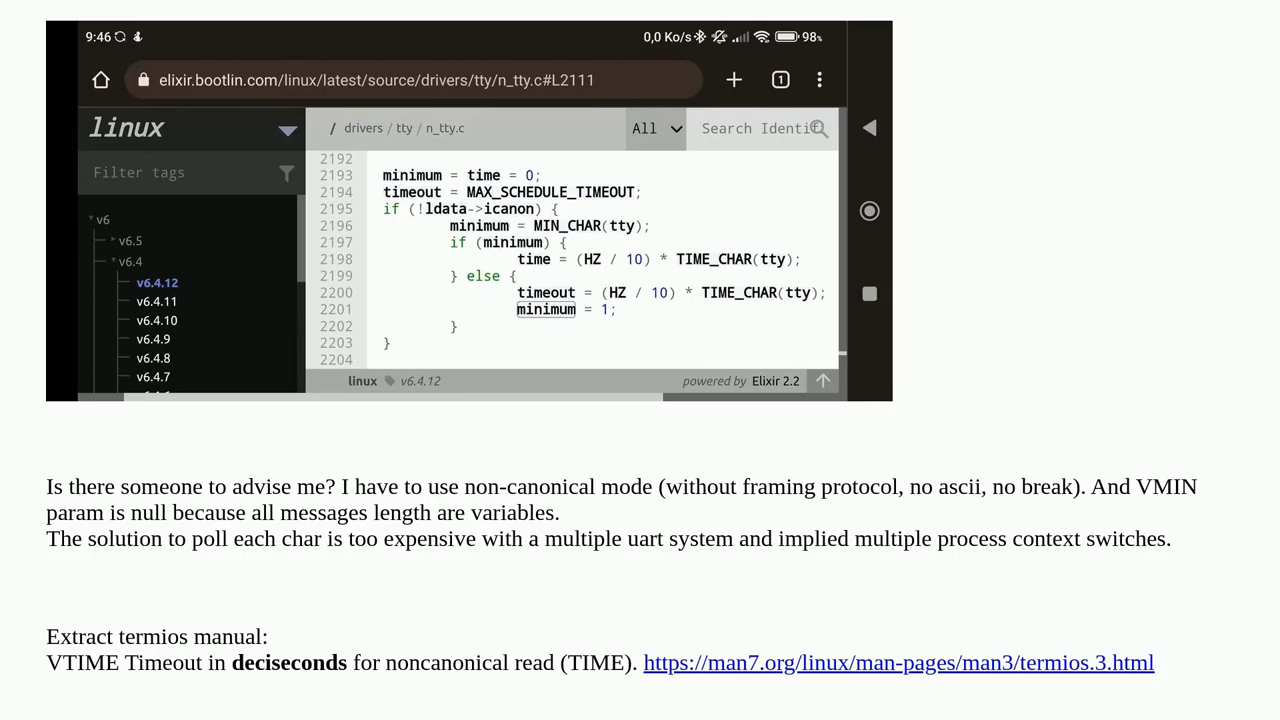 9:46
0,0 Ko/s 98%
elixir.bootlin.com/linux/latest/source/drivers/tty/n_tty.c#L2111
1
linux
/ drivers / tty / n_tty.c
All
Search Identif
Filter tags
v6
v6.5
v6.4
v6.4.12
v6.4.11
v6.4.10
v6.4.9
v6.4.8
v6.4.7
2192
2193 minimum = time = 0;
2194 timeout = MAX_SCHEDULE_TIMEOUT;
2195 if (!ldata->icanon) {
2196 minimum = MIN_CHAR(tty);
2197 if (minimum) {
2198 time = (HZ / 10) * TIME_CHAR(tty);
2199 } else {
2200 timeout = (HZ / 10) * TIME_CHAR(tty);
2201 minimum = 1;
2202 }
2203 }
2204
linux v6.4.12
powered by Elixir 2.2
Is there someone to advise me? I have to use non-canonical mode (without framing protocol, no ascii, no break). And VMIN
param is null because all messages length are variables.
The solution to poll each char is too expensive with a multiple uart system and implied multiple process context switches.
Extract termios manual:
VTIME Timeout in deciseconds for noncanonical read (TIME). https://man7.org/linux/man-pages/man3/termios.3.html